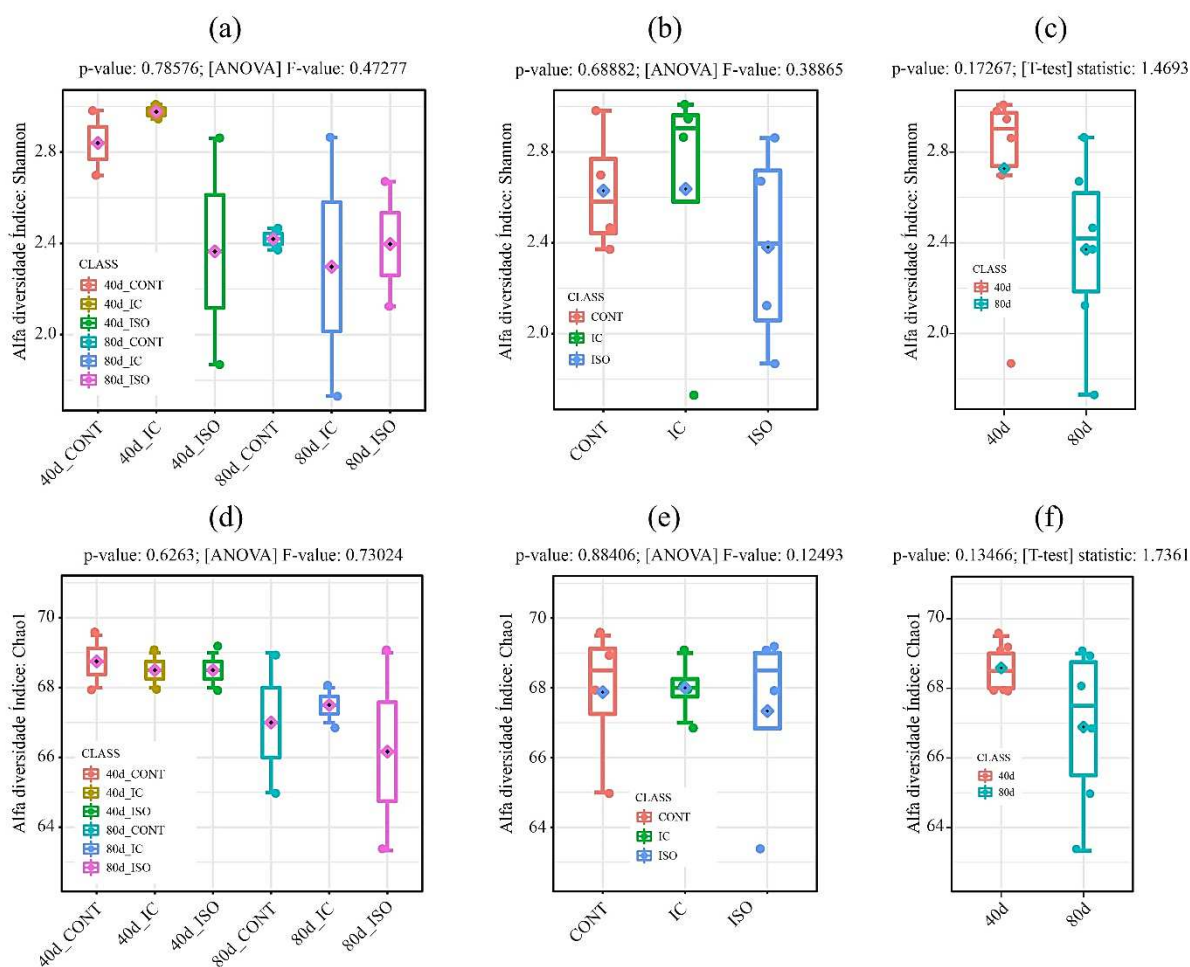 (a)
p-value: 0.78576; [ANOVA] F-value: 0.47277
Alfa diversidade Índice: Shannon
2.8
2.4
2.0
CLASS
40d_CONT
40d_IC
40d_ISO
80d_CONT
80d_IC
80d_ISO
40d_CONT
40d_IC
40d_ISO
80d_CONT
80d_IC
80d_ISO
(b)
p-value: 0.68882; [ANOVA] F-value: 0.38865
Alfa diversidade Índice: Shannon
2.8
2.4
2.0
CLASS
CONT
IC
ISO
CONT
IC
ISO
(c)
p-value: 0.17267; [T-test] statistic: 1.4693
Alfa diversidade Índice: Shannon
2.8
2.4
2.0
CLASS
40d
80d
40d
80d
(d)
p-value: 0.6263; [ANOVA] F-value: 0.73024
Alfa diversidade Índice: Chao1
70
68
66
64
CLASS
40d_CONT
40d_IC
40d_ISO
80d_CONT
80d_IC
80d_ISO
40d_CONT
40d_IC
40d_ISO
80d_CONT
80d_IC
80d_ISO
(e)
p-value: 0.88406; [ANOVA] F-value: 0.12493
Alfa diversidade Índice: Chao1
70
68
66
64
CLASS
CONT
IC
ISO
CONT
IC
ISO
(f)
p-value: 0.13466; [T-test] statistic: 1.7361
Alfa diversidade Índice: Chao1
70
68
66
64
CLASS
40d
80d
40d
80d